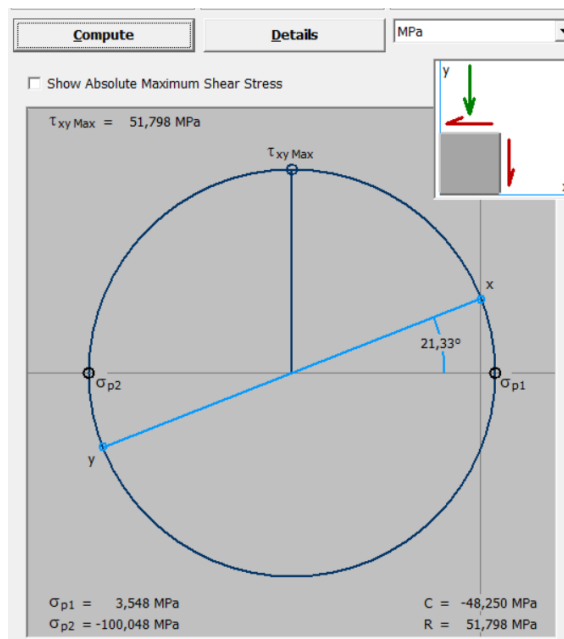 Compute Details MPa
Show Absolute Maximum Shear Stress
y
τxy Max = 51,798 MPa
τxy Max
x
21,33º
σp2 σp1
y
σp1 = 3,548 MPa C = -48,250 MPa
σp2 = -100,048 MPa R = 51,798 MPa